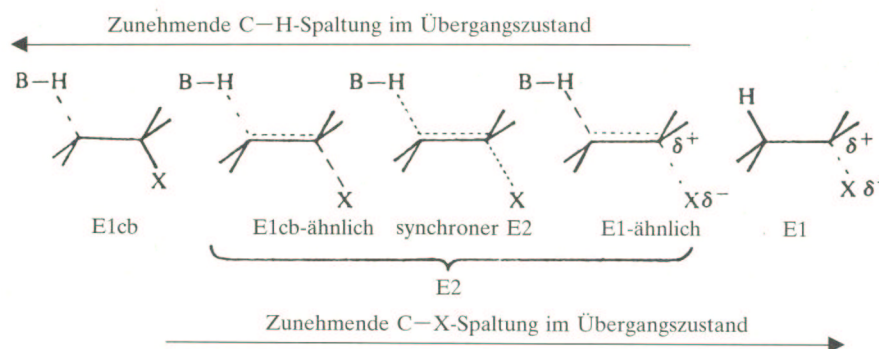 Zunehmende C—H-Spaltung im Übergangszustand
B—H B—H B—H B—H H
δ+ δ+
X X X Xδ− X δ−
E1cb E1cb-ähnlich synchroner E2 E1-ähnlich E1
E2
Zunehmende C—X-Spaltung im Übergangszustand